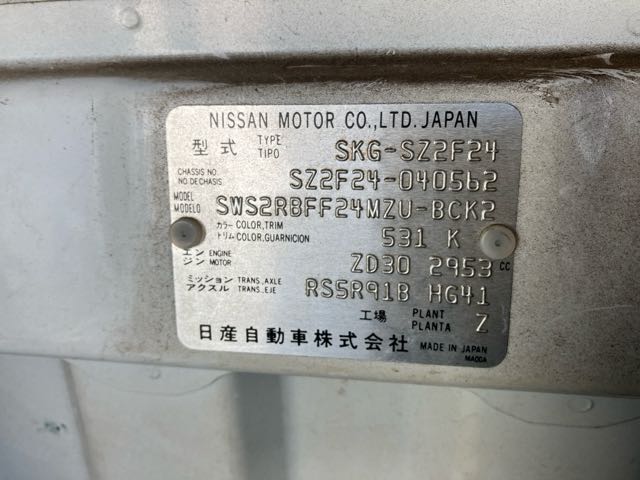 NISSAN MOTOR CO.,LTD. JAPAN
型式 TYPE TIPO SKG-SZ2F24
CHASSIS NO. NO.DECHASIS. SZ2F24-040562
MODEL MODELO SWS2RBFF24MZU-BCK2
カラー COLOR,TRIM トリム COLOR,GUARNICION 531 K
エンジン ENGINE MOTOR ZD30 2953 CC
ミッション アクスル TRANS.,AXLE TRANS.,EJE RS5R91B HG41
工場 PLANT PLANTA Z
日産自動車株式会社 MADE IN JAPAN
MA0GA